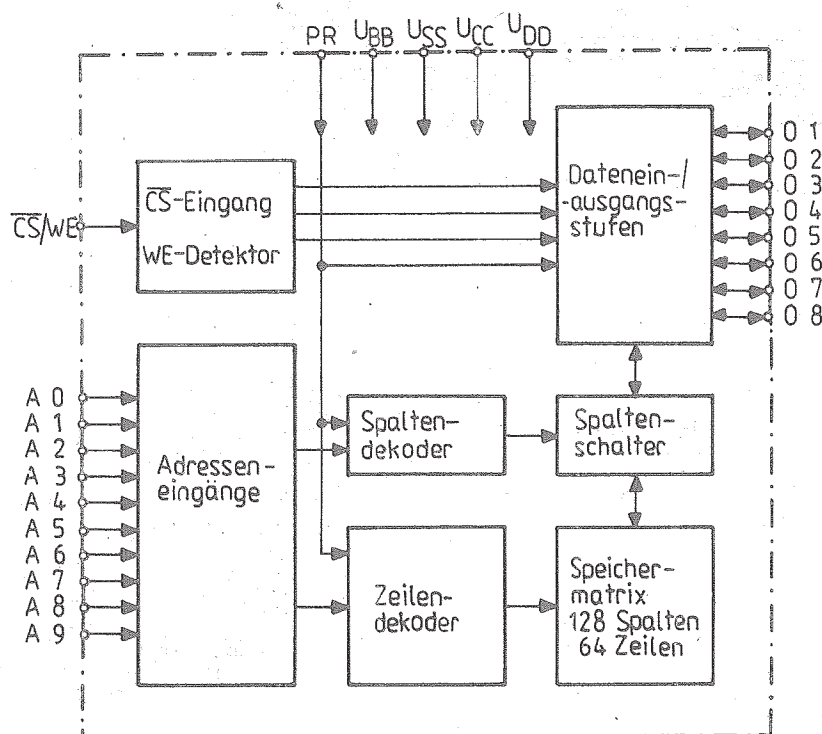 PR UBB USS UCC UDD
C̅S̅/WE
C̅S̅-Eingang
WE-Detektor
Datenein-/
-ausgangs-
stufen
O 1
O 2
O 3
O 4
O 5
O 6
O 7
O 8
A 0
A 1
A 2
A 3
A 4
A 5
A 6
A 7
A 8
A 9
Adressen-
eingänge
Spalten-
dekoder
Spalten-
schalter
Zeilen-
dekoder
Speicher-
matrix
128 Spalten
64 Zeilen